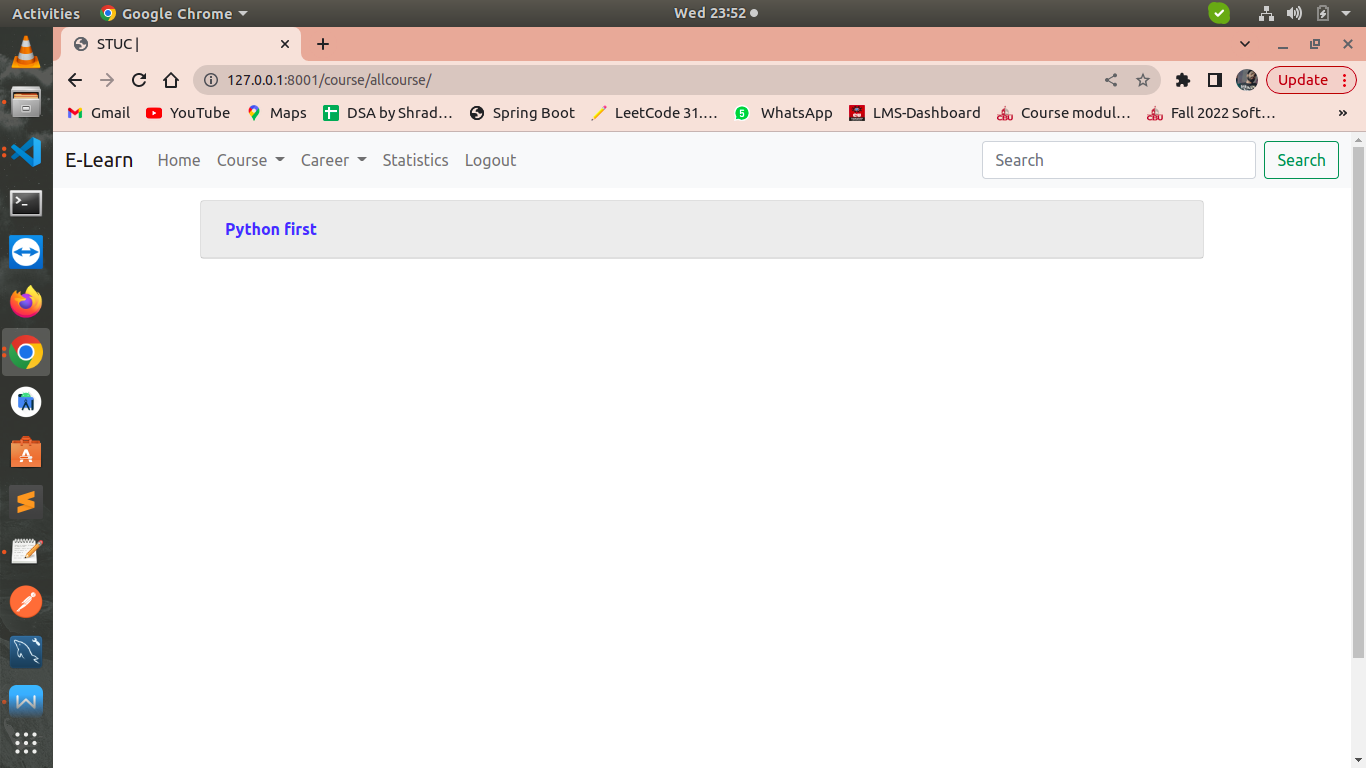 Activities Google Chrome Wed 23:52
STUC |
127.0.0.1:8001/course/allcourse/ Update
Gmail YouTube Maps DSA by Shrad… Spring Boot LeetCode 31.… WhatsApp LMS-Dashboard Course modul… Fall 2022 Soft… »
E-Learn Home Course Career Statistics Logout Search Search
Python first